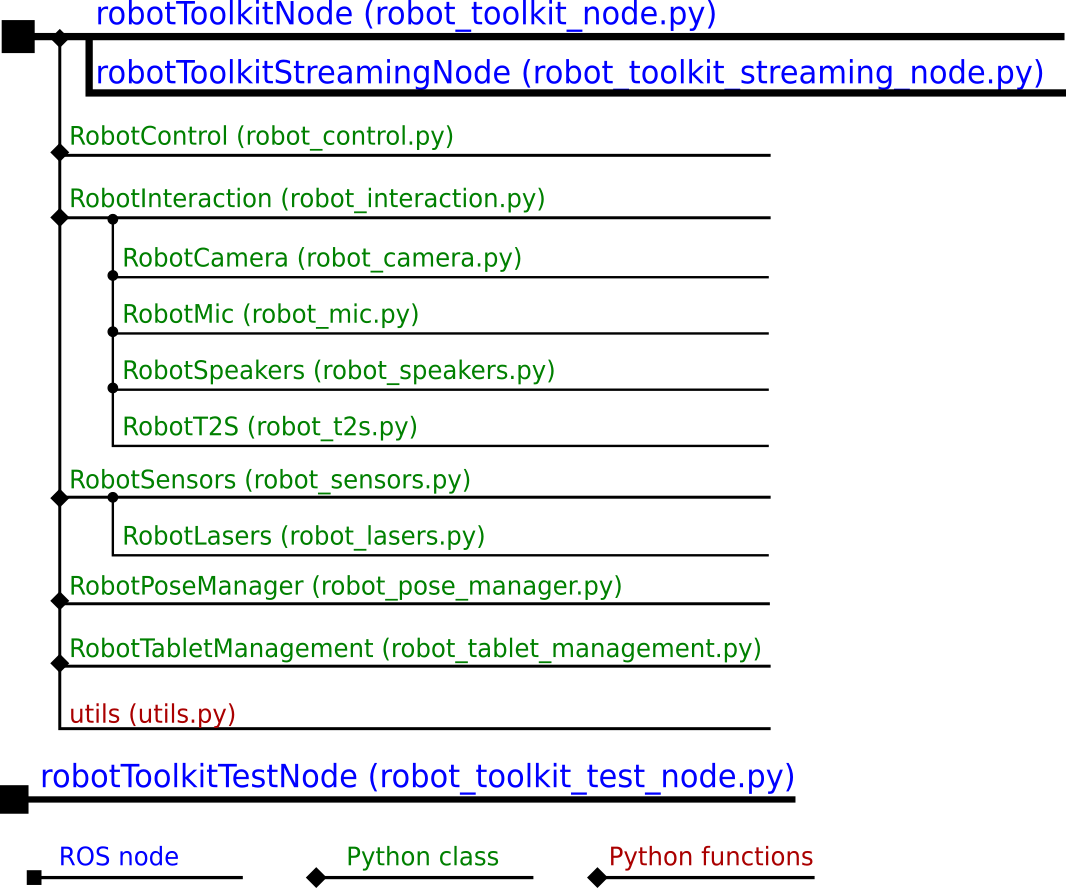 robotToolkitNode (robot_toolkit_node.py)
robotToolkitStreamingNode (robot_toolkit_streaming_node.py)
RobotControl (robot_control.py)
RobotInteraction (robot_interaction.py)
RobotCamera (robot_camera.py)
RobotMic (robot_mic.py)
RobotSpeakers (robot_speakers.py)
RobotT2S (robot_t2s.py)
RobotSensors (robot_sensors.py)
RobotLasers (robot_lasers.py)
RobotPoseManager (robot_pose_manager.py)
RobotTabletManagement (robot_tablet_management.py)
utils (utils.py)
robotToolkitTestNode (robot_toolkit_test_node.py)
ROS node
Python class
Python functions